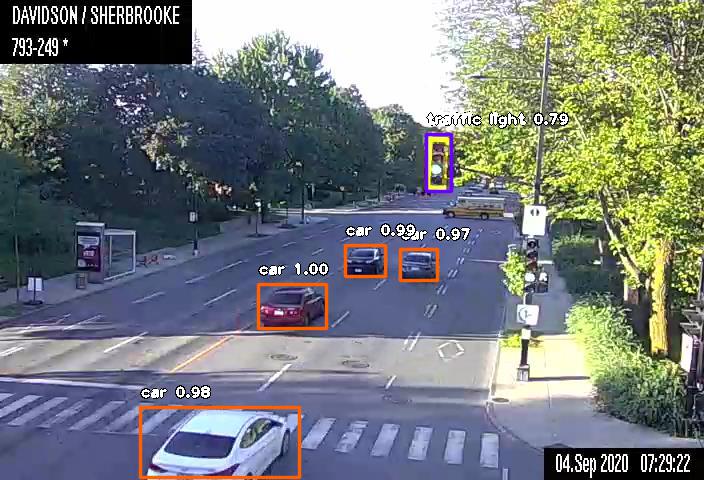 DAVIDSON / SHERBROOKE
793-249 *
traffic light 0.79
car 0.99
car 0.97
car 1.00
car 0.98
04.Sep 2020 07:29:22